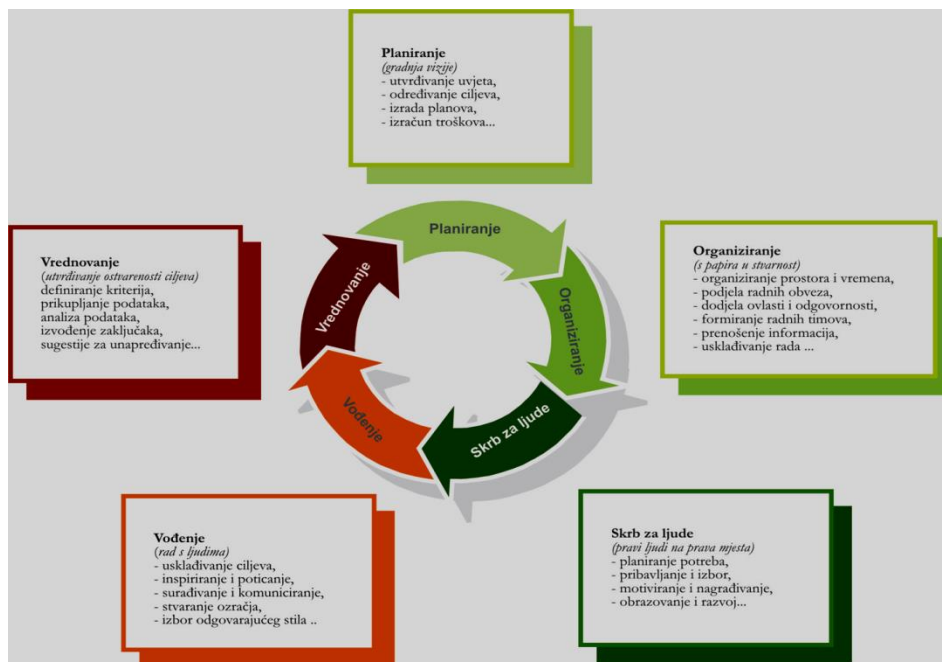 Planiranje
(gradnja vizije)
- utvrđivanje uvjeta,
- određivanje ciljeva,
- izrada planova,
- izračun troškova...
Vrednovanje
(utvrđivanje ostvarenosti ciljeva)
definiranje kriterija,
prikupljanje podataka,
analiza podataka,
izvođenje zaključaka,
sugestije za unapređivanje...
Planiranje
Organiziranje
Skrb za ljude
Vođenje
Vrednovanje
Organiziranje
(s papira u stvarnost)
- organiziranje prostora i vremena,
- podjela radnih obveza,
- dodjela ovlasti i odgovornosti,
- formiranje radnih timova,
- prenošenje informacija,
- usklađivanje rada ...
Vođenje
(rad s ljudima)
- usklađivanje ciljeva,
- inspiriranje i poticanje,
- surađivanje i komuniciranje,
- stvaranje ozračja,
- izbor odgovarajućeg stila ..
Skrb za ljude
(pravi ljudi na prava mjesta)
- planiranje potreba,
- pribavljanje i izbor,
- motiviranje i nagrađivanje,
- obrazovanje i razvoj...